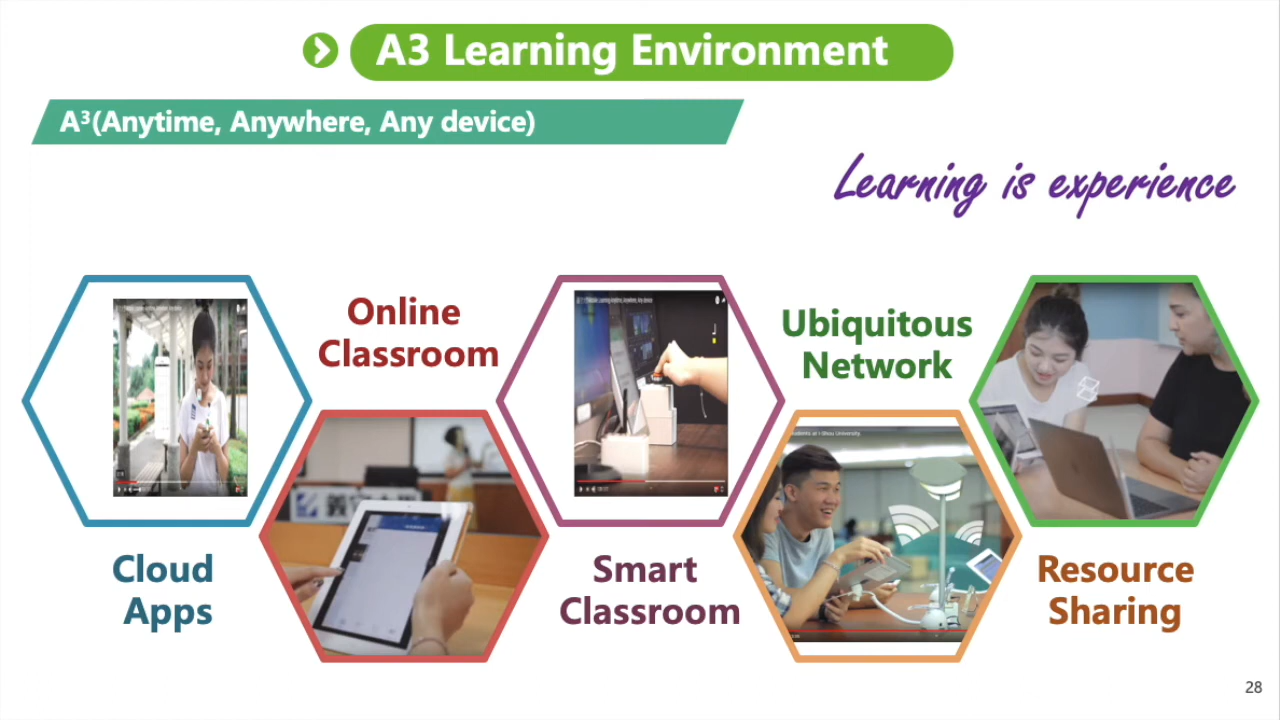 A3 Learning Environment
A³(Anytime, Anywhere, Any device)
Learning is experience
Online
Classroom
Ubiquitous
Network
Cloud
Apps
Smart
Classroom
Resource
Sharing
28